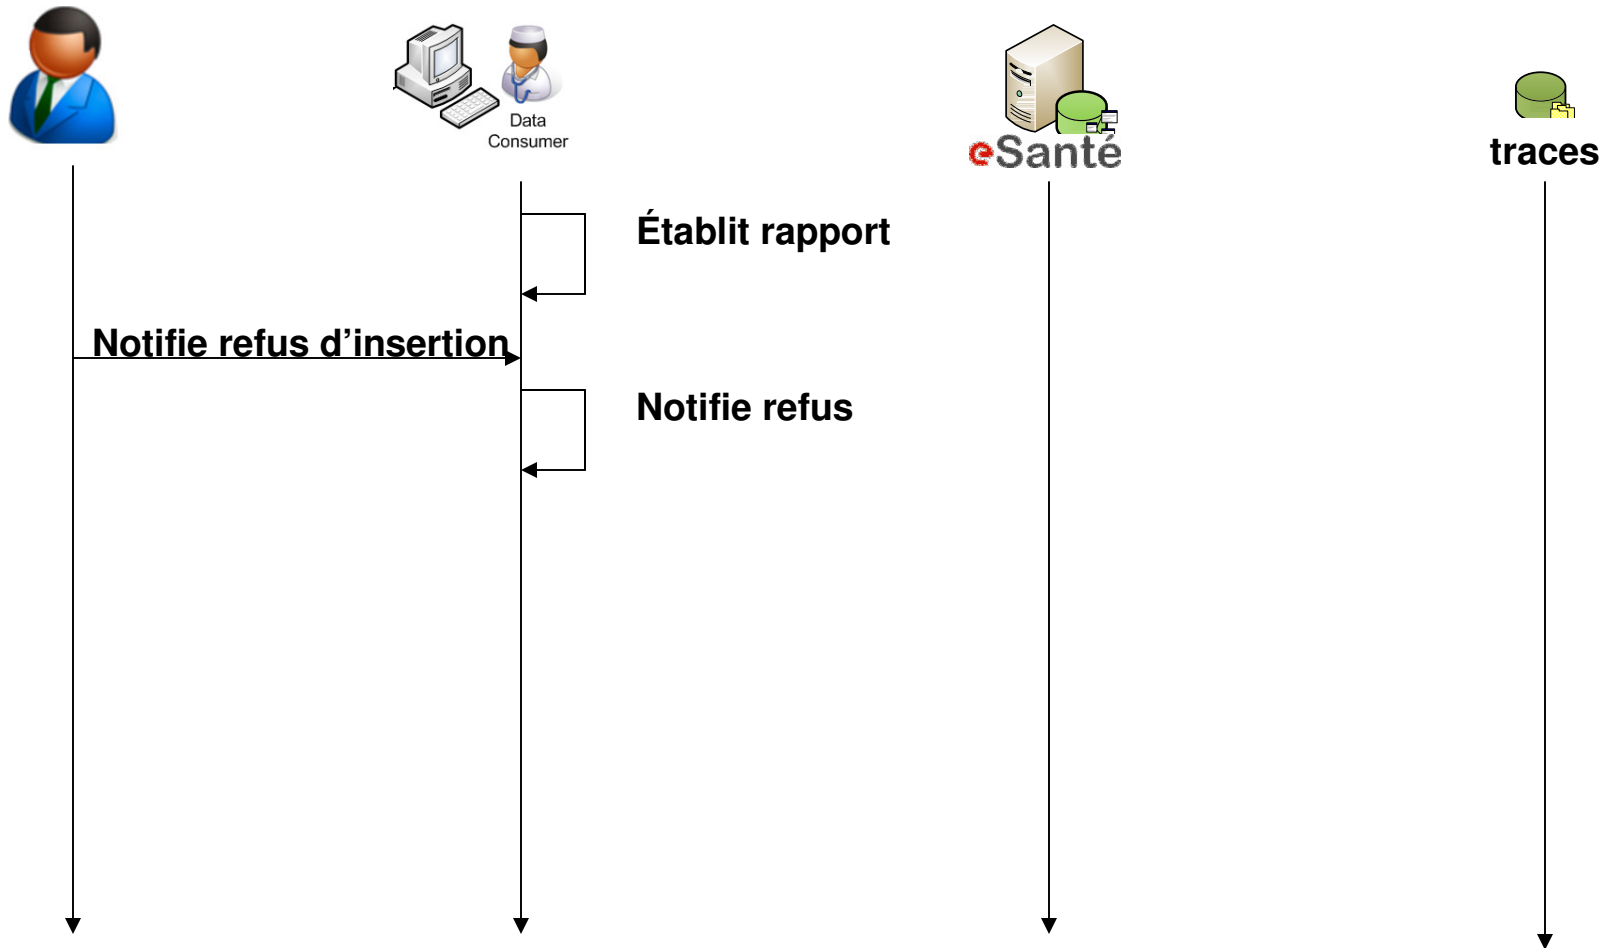 Data
Consumer
eSanté
traces
Établit rapport
Notifie refus d’insertion
Notifie refus